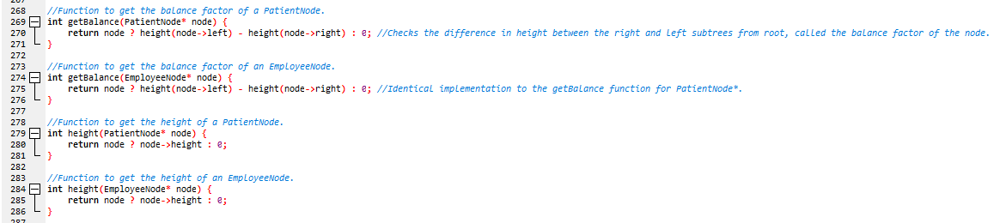 268 //Function to get the balance factor of a PatientNode.
269 int getBalance(PatientNode* node) {
270 return node ? height(node->left) - height(node->right) : 0; //Checks the difference in height between the right and left subtrees from root, called the balance factor of the node.
271 }
272
273 //Function to get the balance factor of an EmployeeNode.
274 int getBalance(EmployeeNode* node) {
275 return node ? height(node->left) - height(node->right) : 0; //Identical implementation to the getBalance function for PatientNode*.
276 }
277
278 //Function to get the height of a PatientNode.
279 int height(PatientNode* node) {
280 return node ? node->height : 0;
281 }
282
283 //Function to get the height of an EmployeeNode.
284 int height(EmployeeNode* node) {
285 return node ? node->height : 0;
286 }